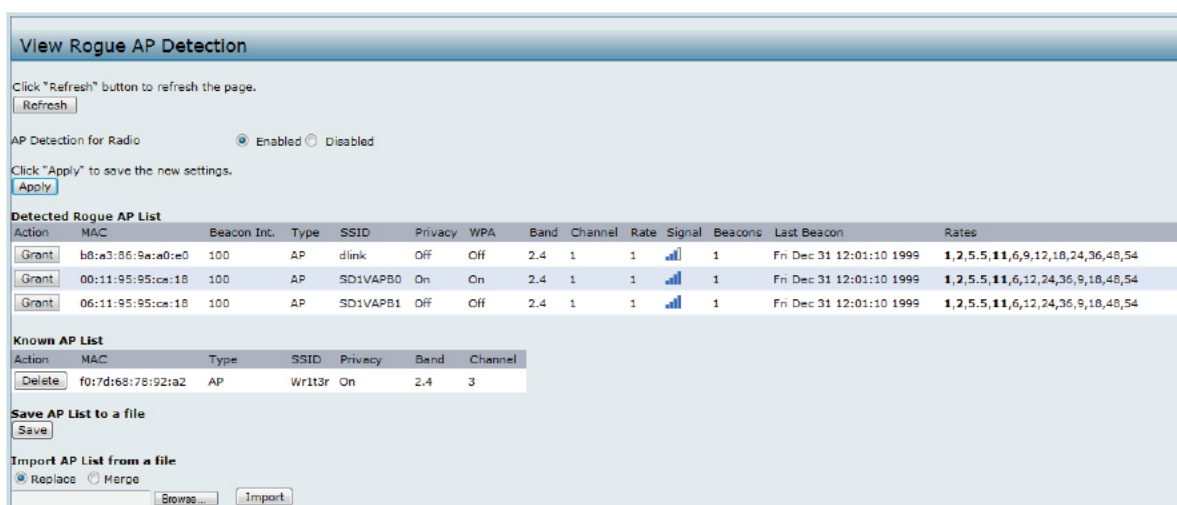 View Rogue AP Detection
Click "Refresh" button to refresh the page.
Refresh
AP Detection for Radio Enabled Disabled
Click "Apply" to save the new settings.
Apply
Detected Rogue AP List
Action MAC Beacon Int. Type SSID Privacy WPA Band Channel Rate Signal Beacons Last Beacon Rates
Grant b8:a3:86:9a:a0:e0 100 AP dlink Off Off 2.4 1 1 1 Fri Dec 31 12:01:10 1999 1,2,5.5,11,6,9,12,18,24,36,48,54
Grant 00:11:95:95:ca:18 100 AP SD1VAPB0 On On 2.4 1 1 1 Fri Dec 31 12:01:10 1999 1,2,5.5,11,6,12,24,36,9,18,48,54
Grant 06:11:95:95:ca:18 100 AP SD1VAPB1 Off Off 2.4 1 1 1 Fri Dec 31 12:01:10 1999 1,2,5.5,11,6,12,24,36,9,18,48,54
Known AP List
Action MAC Type SSID Privacy Band Channel
Delete f0:7d:68:78:92:a2 AP Wr1t3r On 2.4 3
Save AP List to a file
Save
Import AP List from a file
Replace Merge
Browse... Import